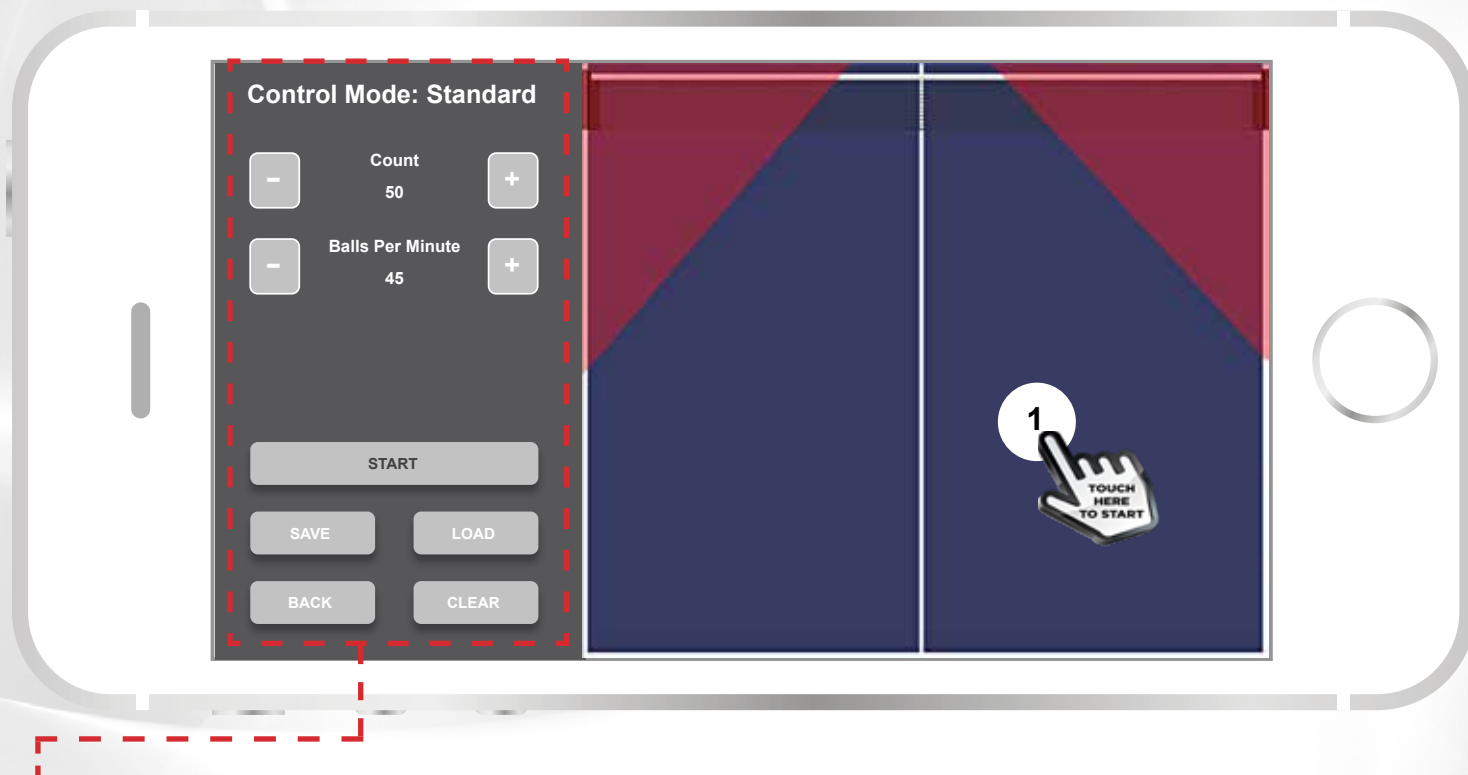 Control Mode: Standard
-
Count
+
50
-
Balls Per Minute
+
45
START
SAVE
LOAD
BACK
CLEAR
1
TOUCH
HERE
TO START